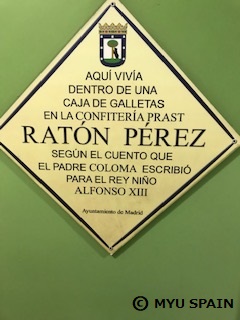 AQUÍ VIVÍA
DENTRO DE UNA
CAJA DE GALLETAS
EN LA CONFITERÍA PRAST
RATÓN PÉREZ
SEGÚN EL CUENTO QUE
EL PADRE COLOMA ESCRIBIÓ
PARA EL REY NIÑO
ALFONSO XIII
Ayuntamiento de Madrid
© MYU SPAIN